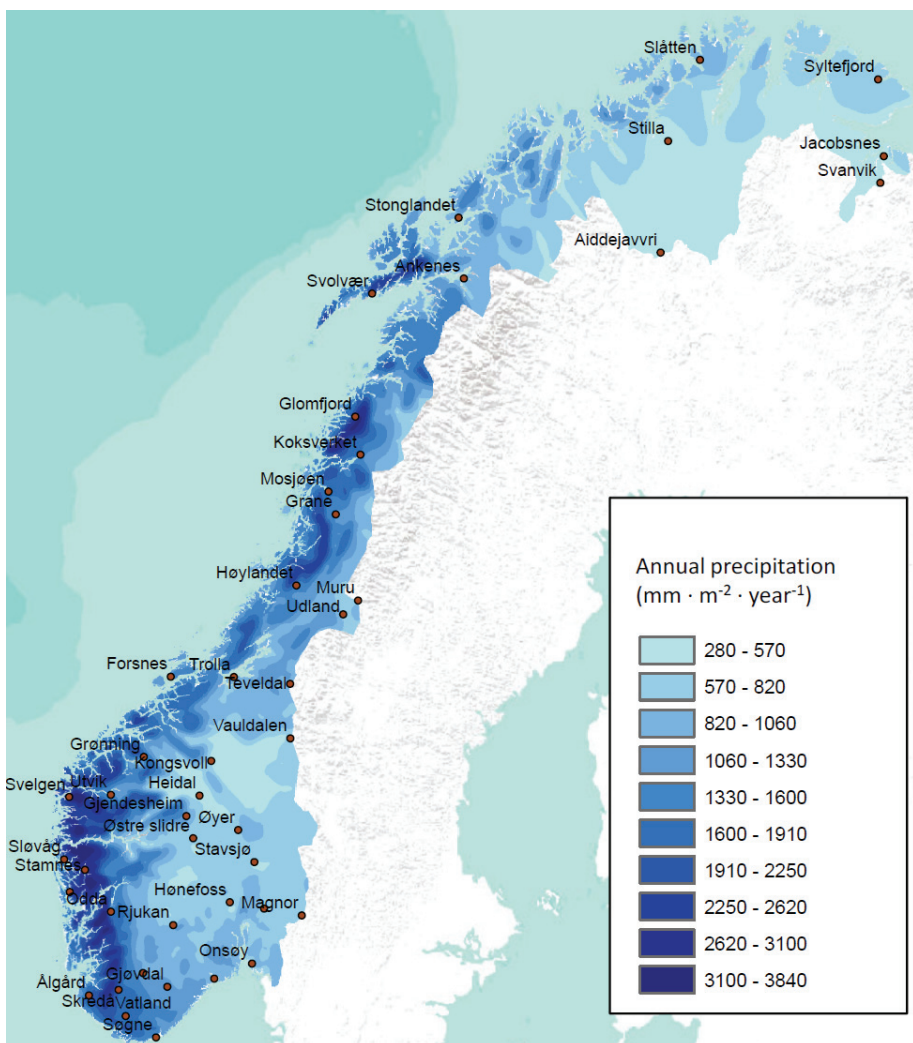 Slåtten
Syltefjord
Stilla
Jacobsnes
Svanvik
Stonglandet
Aiddejavvri
Ankenes
Svolvær
Glomfjord
Koksverket
Mosjøen
Grane
Høylandet
Muru
Udland
Forsnes
Trolla
Teveldal
Vauldalen
Grønning
Kongsvoll
Svelgen
Utvik
Heidal
Gjendesheim
Østre slidre
Øyer
Stavsjø
Sløvåg
Stamnes
Hønefoss
Odda
Rjukan
Magnor
Onsøy
Gjøvdal
Ålgård
Skredå
Vatland
Søgne
Annual precipitation
(mm · m⁻² · year⁻¹)
280 - 570
570 - 820
820 - 1060
1060 - 1330
1330 - 1600
1600 - 1910
1910 - 2250
2250 - 2620
2620 - 3100
3100 - 3840